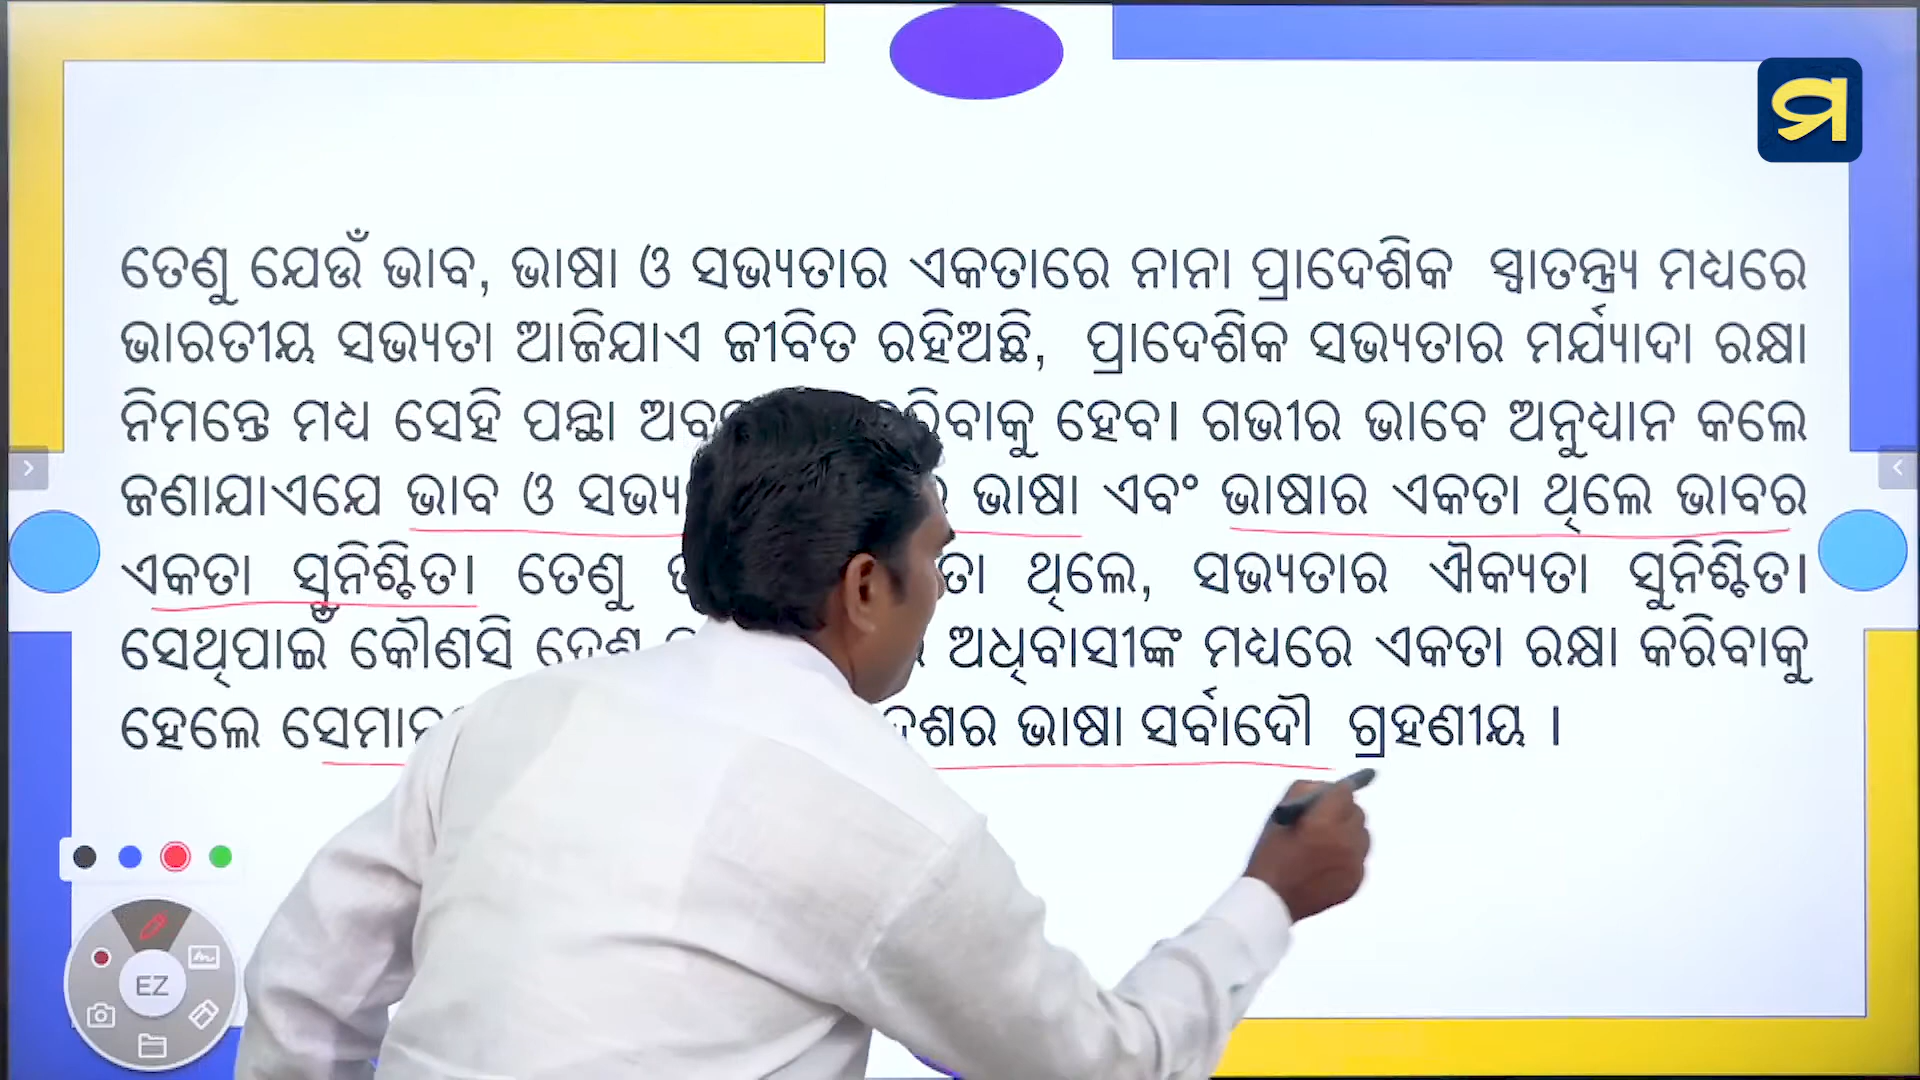 ମ
ତେଣୁ ଯେଉଁ ଭାବ, ଭାଷା ଓ ସଭ୍ୟତାର ଏକତାରେ ନାନା ପ୍ରାଦେଶିକ ସ୍ୱାତନ୍ତ୍ର୍ୟ ମଧ୍ୟରେ
ଭାରତୀୟ ସଭ୍ୟତା ଆଜିଯାଏ ଜୀବିତ ରହିଅଛି, ପ୍ରାଦେଶିକ ସଭ୍ୟତାର ମର୍ଯ୍ୟାଦା ରକ୍ଷା
ନିମନ୍ତେ ମଧ୍ୟ ସେହି ପନ୍ଥା ହେବ। ଗଭୀର ଭାବେ ଅନୁଧ୍ୟାନ କଲେ
ଜଣାଯାଏଯେ ଭାବ ଓ ଭାଷା ଏବଂ ଭାଷାର ଏକତା ଥିଲେ ଭାବର
ଏକତା ସୁନିଶ୍ଚିତ। ତେଣୁ ଥିଲେ, ସଭ୍ୟତାର ଐକ୍ୟତା ସୁନିଶ୍ଚିତ।
ସେଥିପାଇଁ କୌଣସି ଅଧିବାସୀଙ୍କ ମଧ୍ୟରେ ଏକତା ରକ୍ଷା କରିବାକୁ
ହେଲେ ଭାଷା ସର୍ବାଦୌ ଗ୍ରହଣୀୟ ।
EZ